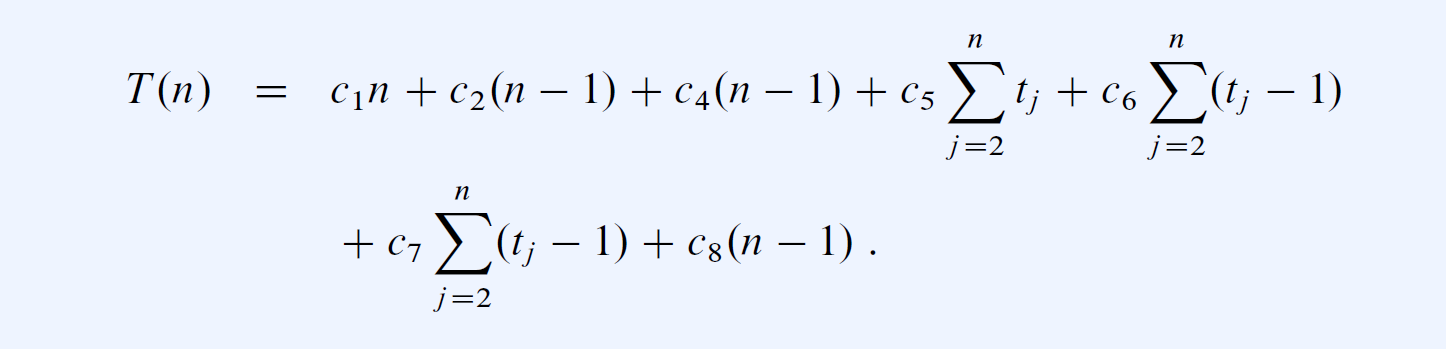 T(n) = c₁n + c₂(n − 1) + c₄(n − 1) + c₅ ∑_{j=2}^{n} t_j + c₆ ∑_{j=2}^{n} (t_j − 1)
+ c₇ ∑_{j=2}^{n} (t_j − 1) + c₈(n − 1) .